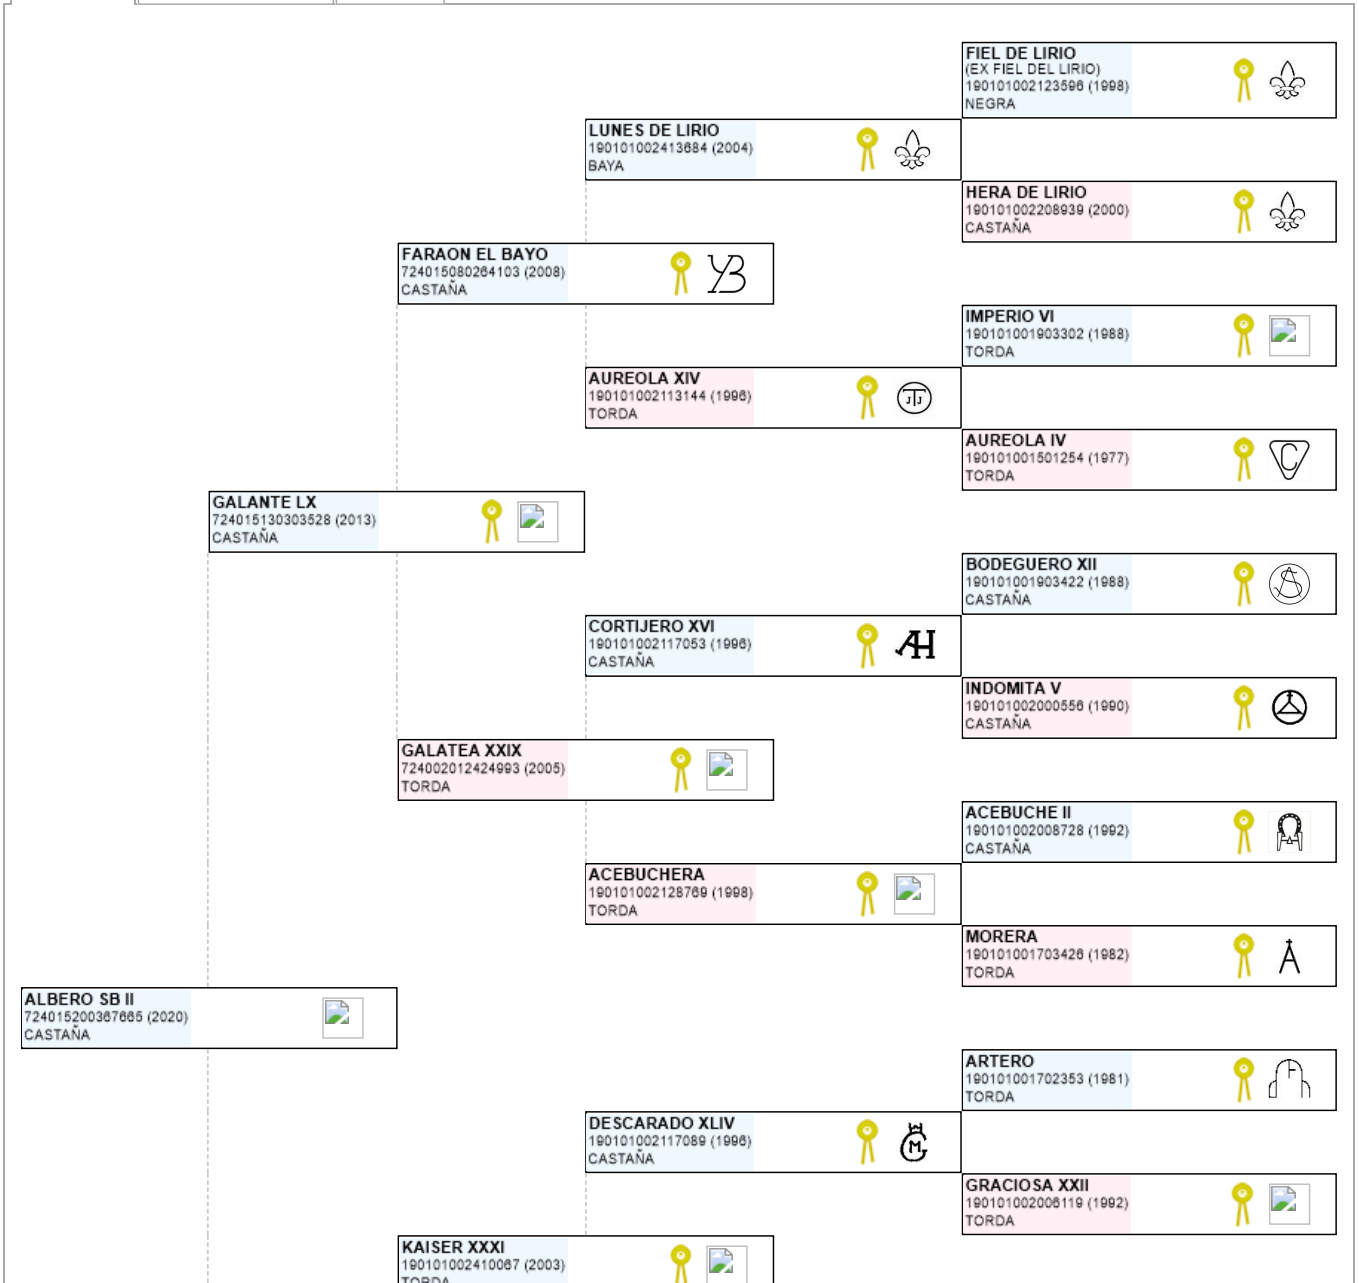 FIEL DE LIRIO
(EX FIEL DEL LIRIO)
190101002123596 (1998)
NEGRA
LUNES DE LIRIO
190101002413684 (2004)
BAYA
HERA DE LIRIO
190101002208939 (2000)
CASTAÑA
FARAON EL BAYO
724015080264103 (2008)
CASTAÑA
IMPERIO VI
190101001903302 (1988)
TORDA
AUREOLA XIV
190101002113144 (1996)
TORDA
AUREOLA IV
190101001501254 (1977)
TORDA
GALANTE LX
724015130303528 (2013)
CASTAÑA
BODEGUERO XII
190101001903422 (1988)
CASTAÑA
CORTIJERO XVI
190101002117053 (1996)
CASTAÑA
INDOMITA V
190101002000556 (1990)
CASTAÑA
GALATEA XXIX
724002012424993 (2005)
TORDA
ACEBUCHE II
190101002008728 (1992)
CASTAÑA
ACEBUCHERA
190101002128769 (1998)
TORDA
MORERA
190101001703426 (1982)
TORDA
ALBERO SB II
724015200367665 (2020)
CASTAÑA
ARTERO
190101001702353 (1981)
TORDA
DESCARADO XLIV
190101002117089 (1996)
CASTAÑA
GRACIOSA XXII
190101002006119 (1992)
TORDA
KAISER XXXI
190101002410067 (2003)
TORDA